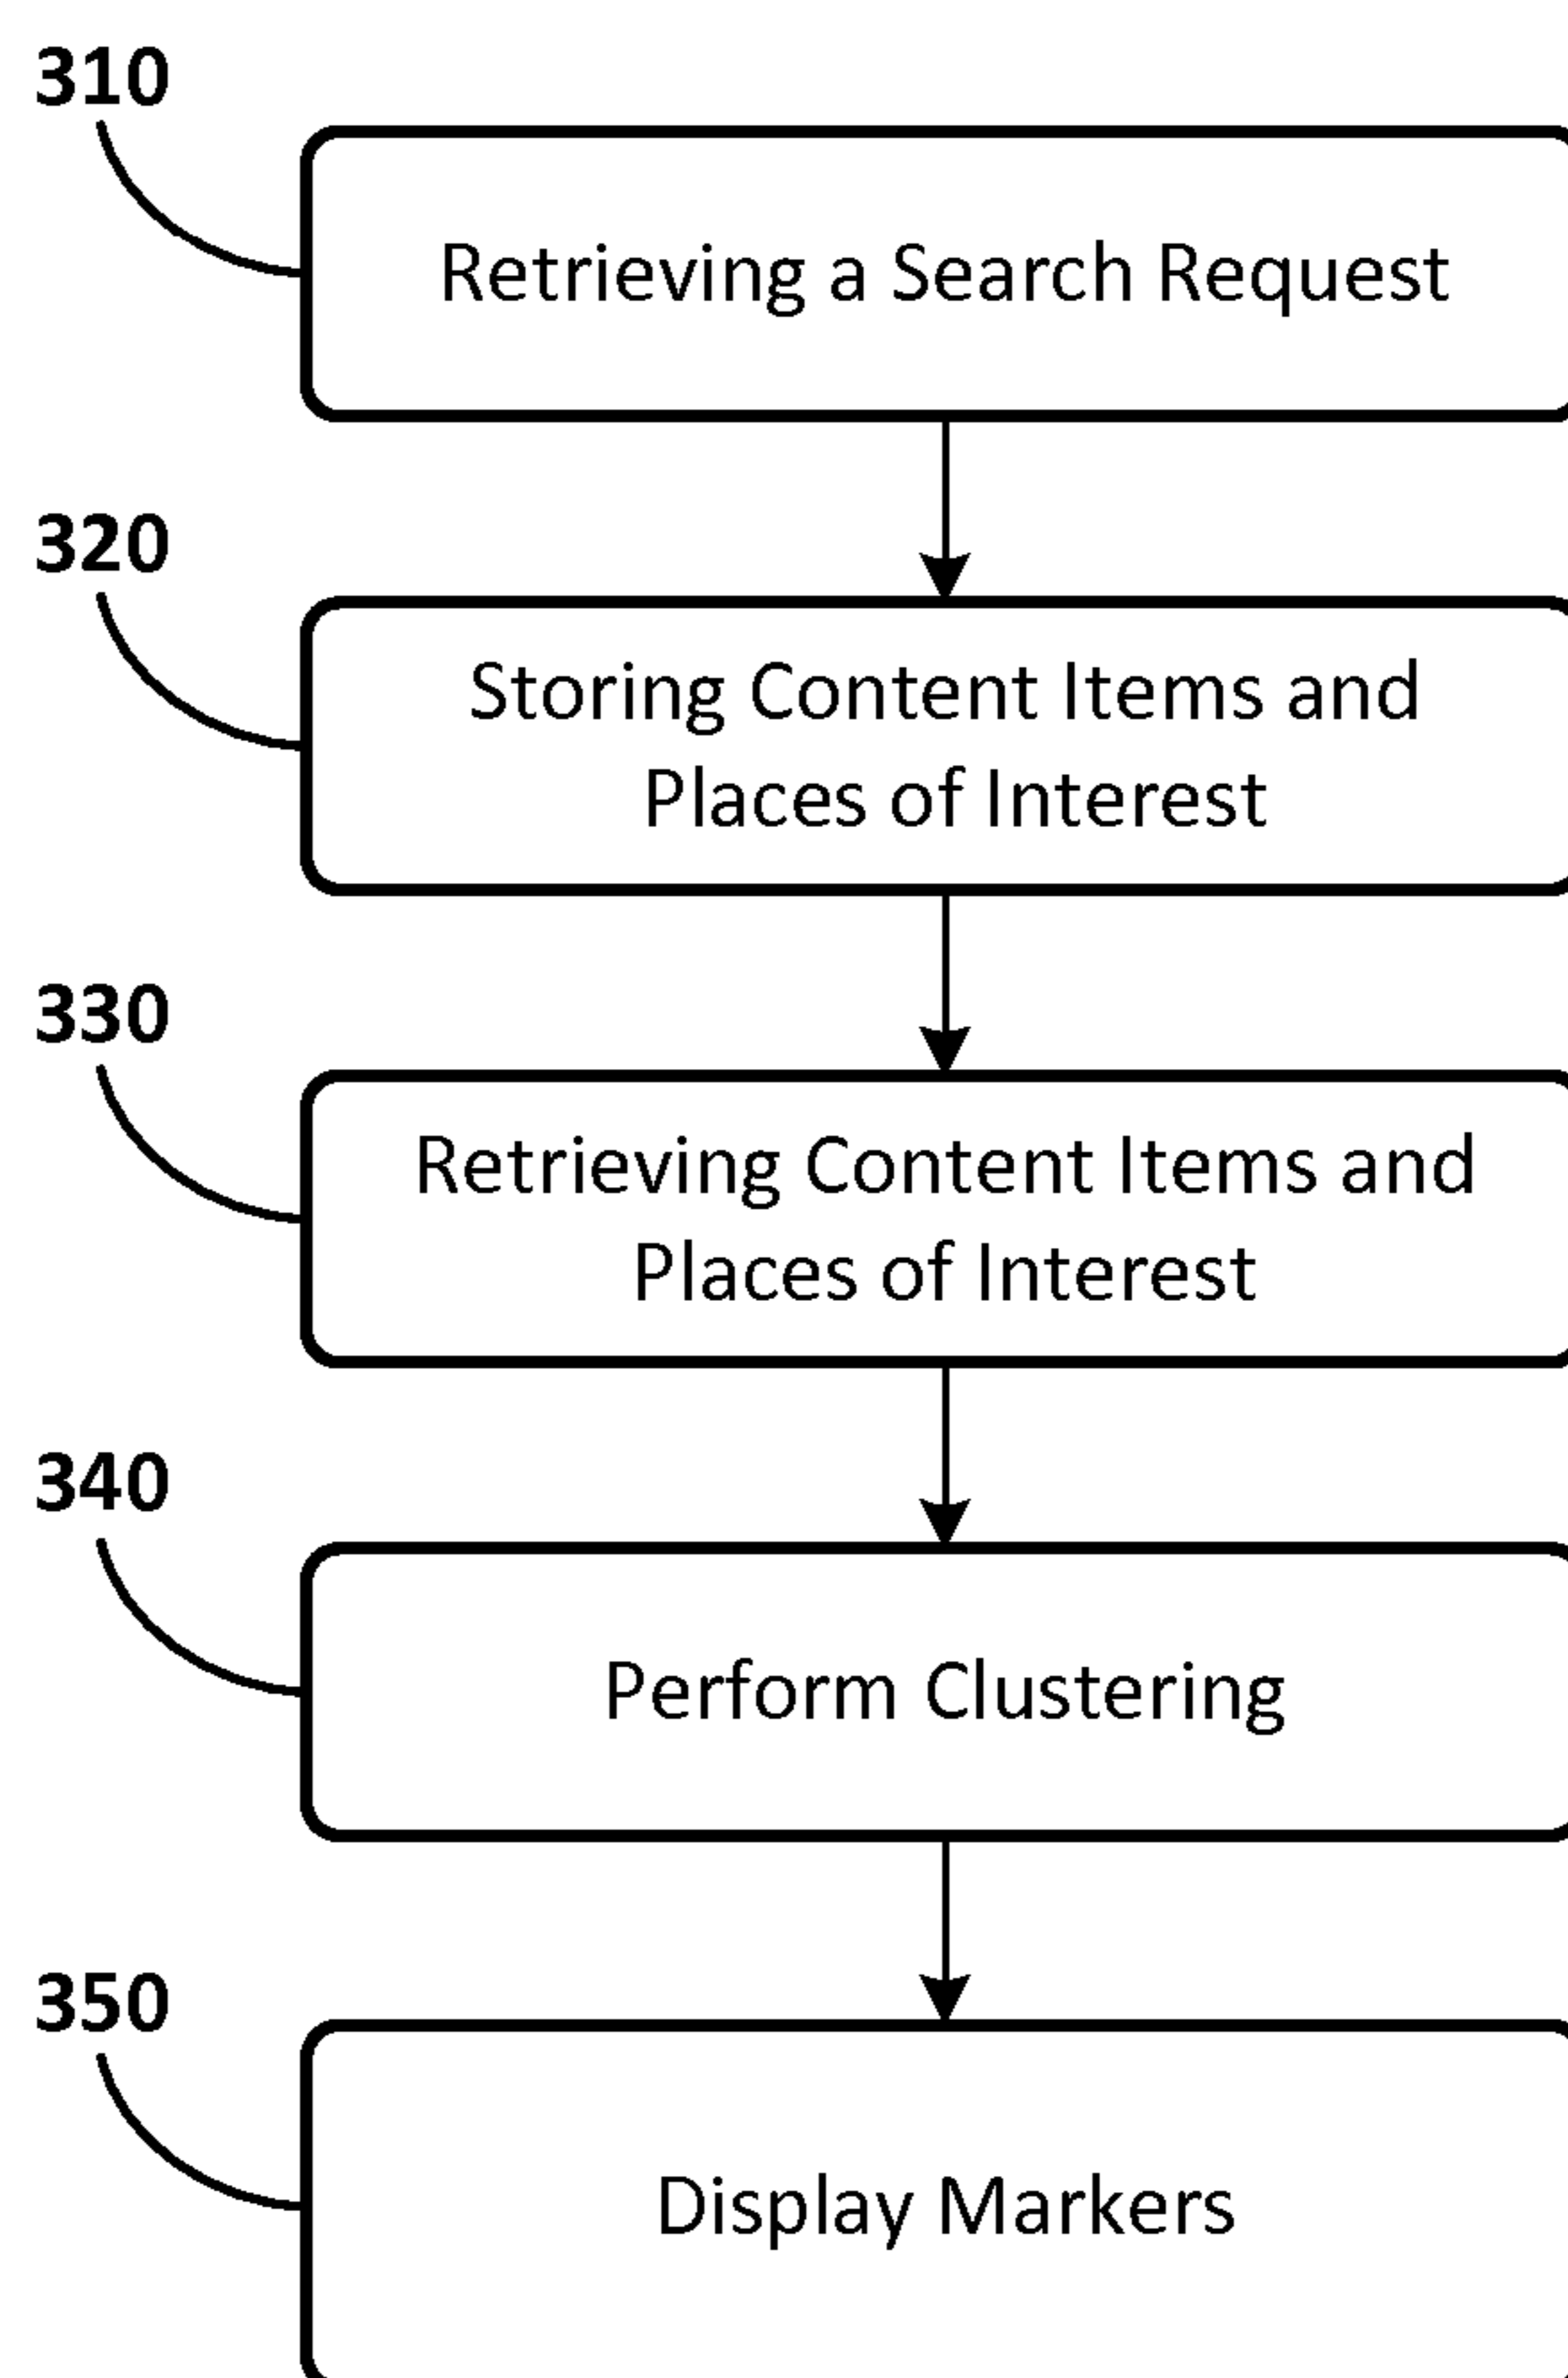 310
Retrieving a Search Request
320
Storing Content Items and
Places of Interest
330
Retrieving Content Items and
Places of Interest
340
Perform Clustering
350
Display Markers